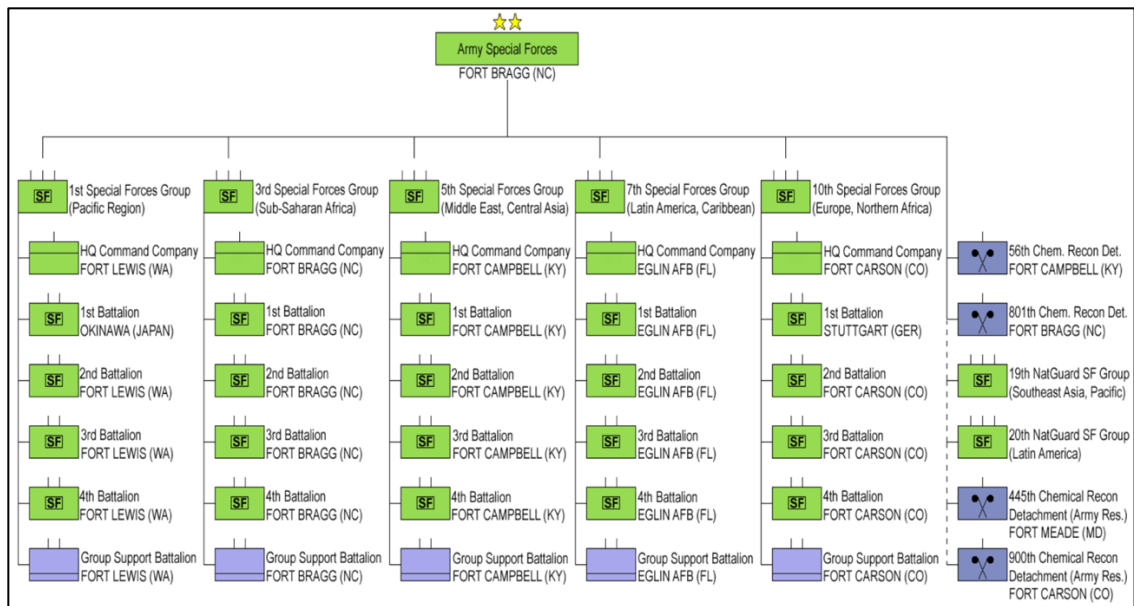 Army Special Forces
FORT BRAGG (NC)
SF
1st Special Forces Group
(Pacific Region)
HQ Command Company
FORT LEWIS (WA)
SF
1st Battalion
OKINAWA (JAPAN)
SF
2nd Battalion
FORT LEWIS (WA)
SF
3rd Battalion
FORT LEWIS (WA)
SF
4th Battalion
FORT LEWIS (WA)
Group Support Battalion
FORT LEWIS (WA)
SF
3rd Special Forces Group
(Sub-Saharan Africa)
HQ Command Company
FORT BRAGG (NC)
SF
1st Battalion
FORT BRAGG (NC)
SF
2nd Battalion
FORT BRAGG (NC)
SF
3rd Battalion
FORT BRAGG (NC)
SF
4th Battalion
FORT BRAGG (NC)
Group Support Battalion
FORT BRAGG (NC)
SF
5th Special Forces Group
(Middle East, Central Asia)
HQ Command Company
FORT CAMPBELL (KY)
SF
1st Battalion
FORT CAMPBELL (KY)
SF
2nd Battalion
FORT CAMPBELL (KY)
SF
3rd Battalion
FORT CAMPBELL (KY)
SF
4th Battalion
FORT CAMPBELL (KY)
Group Support Battalion
FORT CAMPBELL (KY)
SF
7th Special Forces Group
(Latin America, Caribbean)
HQ Command Company
EGLIN AFB (FL)
SF
1st Battalion
EGLIN AFB (FL)
SF
2nd Battalion
EGLIN AFB (FL)
SF
3rd Battalion
EGLIN AFB (FL)
SF
4th Battalion
EGLIN AFB (FL)
Group Support Battalion
EGLIN AFB (FL)
SF
10th Special Forces Group
(Europe, Northern Africa)
HQ Command Company
FORT CARSON (CO)
SF
1st Battalion
STUTTGART (GER)
SF
2nd Battalion
FORT CARSON (CO)
SF
3rd Battalion
FORT CARSON (CO)
SF
4th Battalion
FORT CARSON (CO)
Group Support Battalion
FORT CARSON (CO)
56th Chem. Recon Det.
FORT CAMPBELL (KY)
801th Chem. Recon Det.
FORT BRAGG (NC)
SF
19th NatGuard SF Group
(Southeast Asia, Pacific)
SF
20th NatGuard SF Group
(Latin America)
445th Chemical Recon
Detachment (Army Res.)
FORT MEADE (MD)
900th Chemical Recon
Detachment (Army Res.)
FORT CARSON (CO)